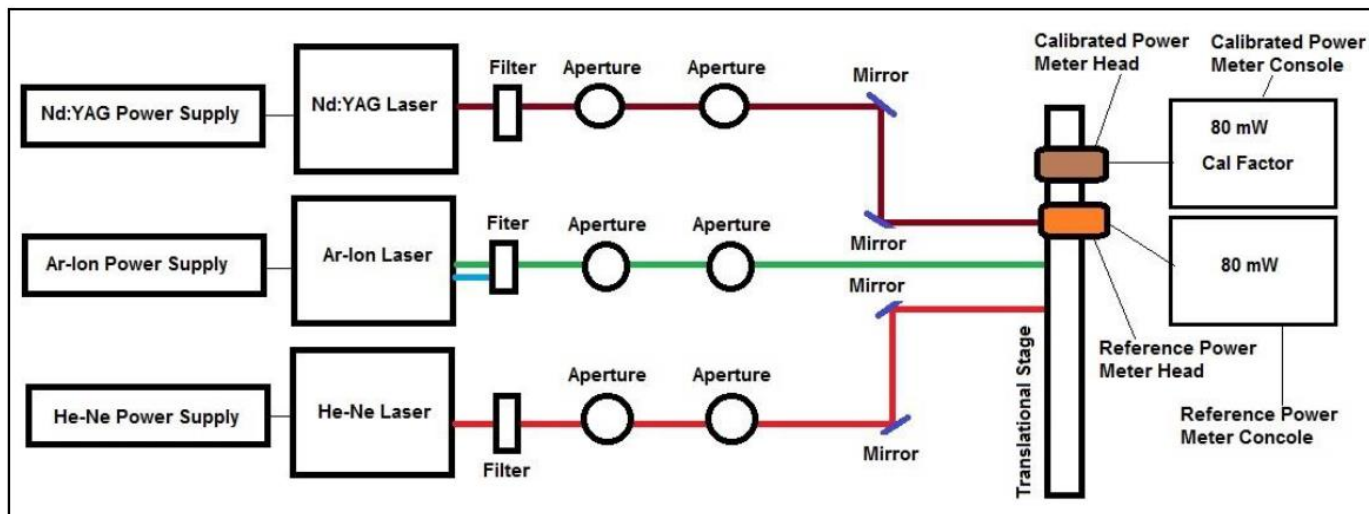 Nd:YAG Power Supply
Nd:YAG Laser
Filter
Aperture
Aperture
Mirror
Mirror
Ar-Ion Power Supply
Ar-Ion Laser
Fiter
Aperture
Aperture
Mirror
He-Ne Power Supply
He-Ne Laser
Filter
Aperture
Aperture
Mirror
Translational Stage
Calibrated Power
Meter Head
Calibrated Power
Meter Console
80 mW
Cal Factor
80 mW
Reference Power
Meter Head
Reference Power
Meter Concole